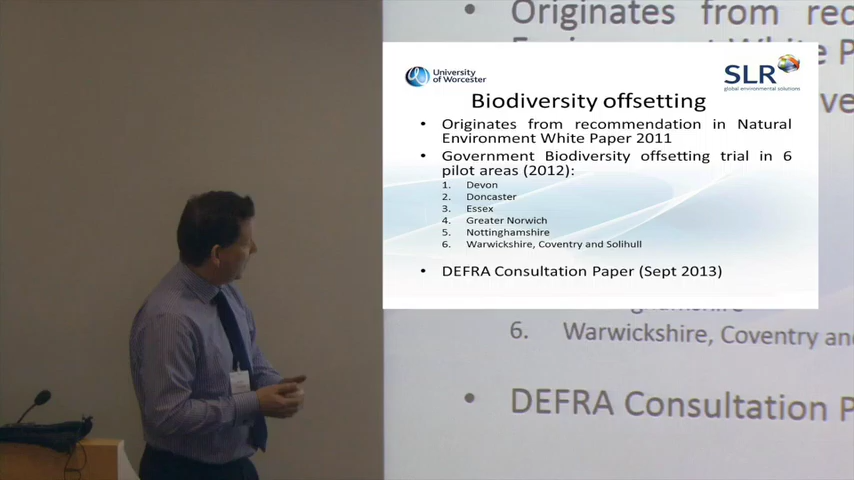 Originates from rec
University
of Worcester
SLR
global environmental solutions
Biodiversity offsetting
• Originates from recommendation in Natural
Environment White Paper 2011
• Government Biodiversity offsetting trial in 6
pilot areas (2012):
1. Devon
2. Doncaster
3. Essex
4. Greater Norwich
5. Nottinghamshire
6. Warwickshire, Coventry and Solihull
• DEFRA Consultation Paper (Sept 2013)
6. Warwickshire, Coventry an
• DEFRA Consultation P